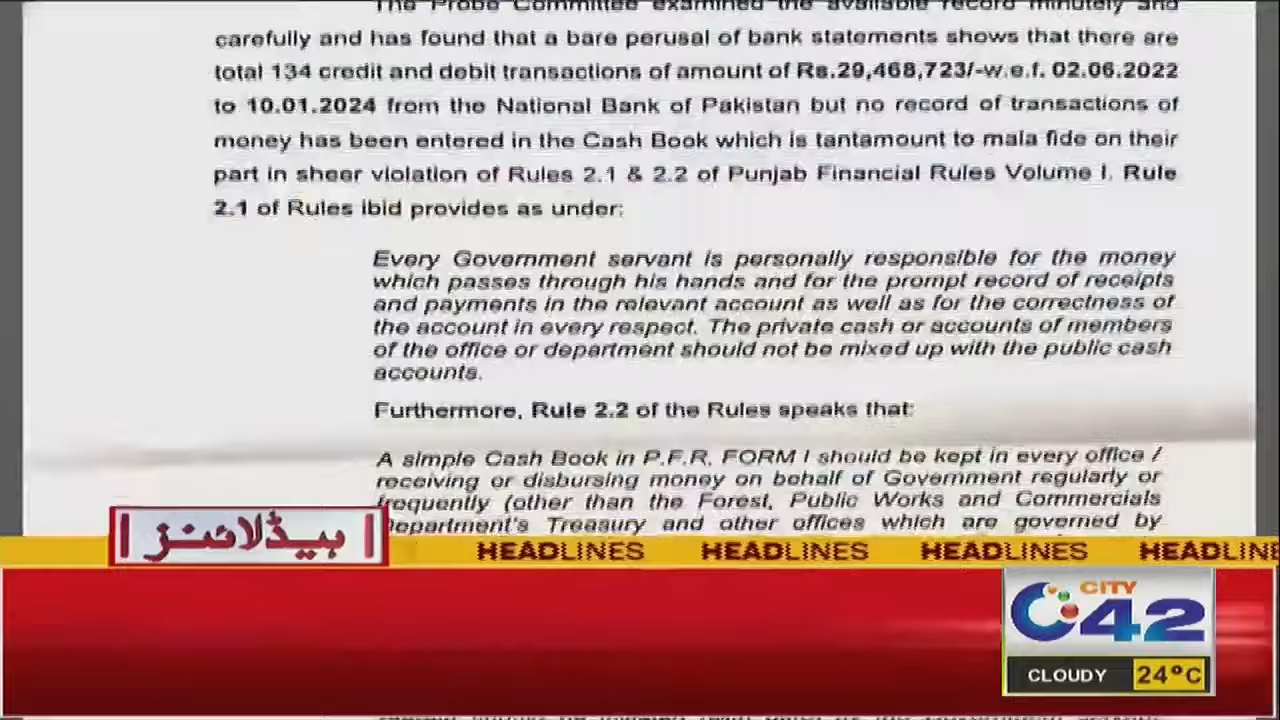 The Probe Committee examined the available record minutely and
carefully and has found that a bare perusal of bank statements shows that there are
total 134 credit and debit transactions of amount of Rs.29,468,723/-w.e.f. 02.06.2022
to 10.01.2024 from the National Bank of Pakistan but no record of transactions of
money has been entered in the Cash Book which is tantamount to mala fide on their
part in sheer violation of Rules 2.1 & 2.2 of Punjab Financial Rules Volume I. Rule
2.1 of Rules ibid provides as under:
Every Government servant is personally responsible for the money
which passes through his hands and for the prompt record of receipts
and payments in the relevant account as well as for the correctness of
the account in every respect. The private cash or accounts of members
of the office or department should not be mixed up with the public cash
accounts.
Furthermore, Rule 2.2 of the Rules speaks that:
A simple Cash Book in P.F.R. FORM I should be kept in every office /
receiving or disbursing money on behalf of Government regularly or
frequently (other than the Forest, Public Works and Commercials
Department's Treasury and other offices which are governed by
ہیڈلائنز
HEADLINES HEADLINES HEADLINES HEADLINE
CITY
42
CLOUDY 24°C